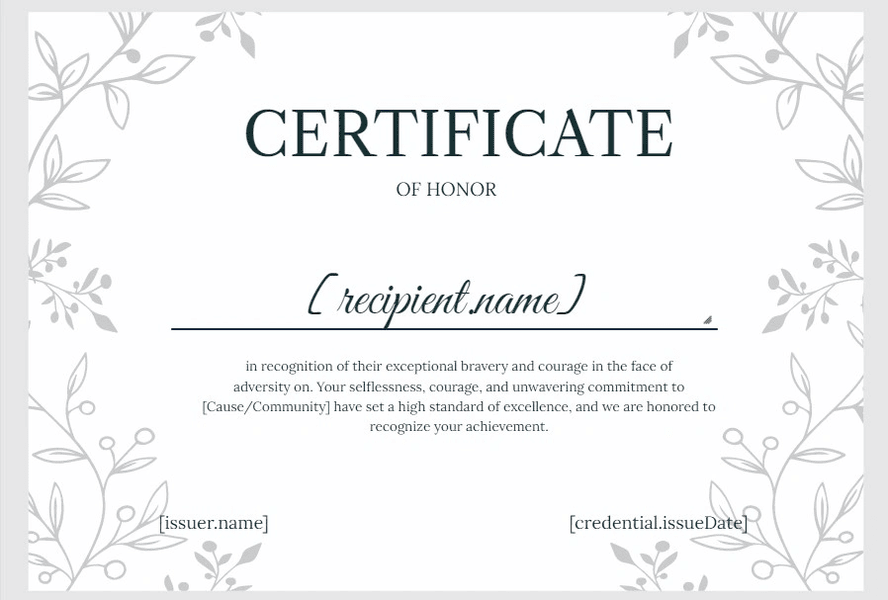 CERTIFICATE
OF HONOR
[ recipient.name]
in recognition of their exceptional bravery and courage in the face of
adversity on. Your selflessness, courage, and unwavering commitment to
[Cause/Community] have set a high standard of excellence, and we are honored to
recognize your achievement.
[issuer.name]
[credential.issueDate]